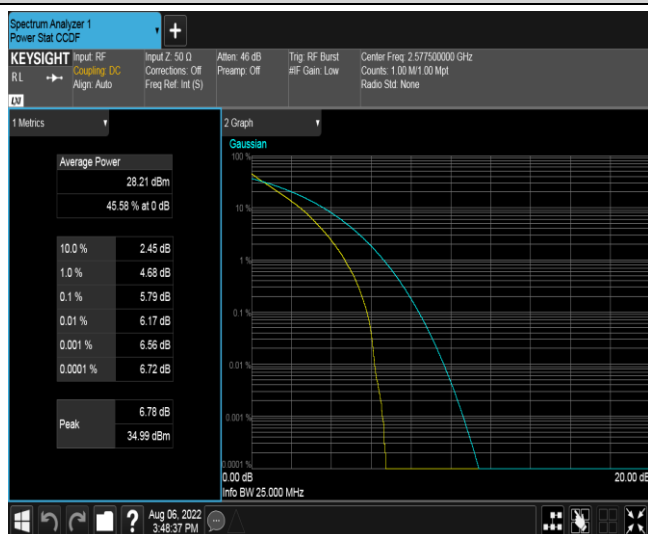 Spectrum Analyzer 1
Power Stat CCDF
KEYSIGHT
RL
LXI
Input: RF
Coupling: DC
Align: Auto
Input Z: 50 Ω
Corrections: Off
Freq Ref: Int (S)
Atten: 46 dB
Preamp: Off
Trig: RF Burst
#IF Gain: Low
Center Freq: 2.577500000 GHz
Counts: 1.00 M/1.00 Mpt
Radio Std: None
1 Metrics
Average Power
28.21 dBm
45.58 % at 0 dB
10.0 % 2.45 dB
1.0 % 4.68 dB
0.1 % 5.79 dB
0.01 % 6.17 dB
0.001 % 6.56 dB
0.0001 % 6.72 dB
Peak
6.78 dB
34.99 dBm
2 Graph
Gaussian
100 %
10 %
1 %
0.1 %
0.01 %
0.001 %
0.0001 %
0.00 dB
20.00 dB
Info BW 25.000 MHz
Aug 06, 2022
3:48:37 PM